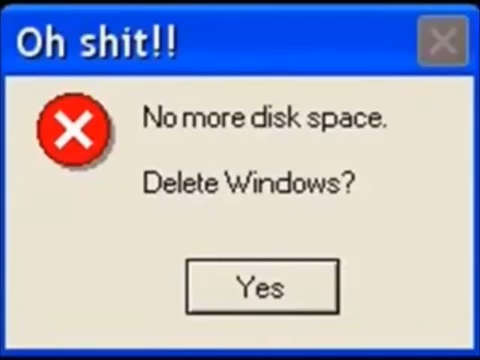 Oh shit!!
No more disk space.
Delete Windows?
Yes